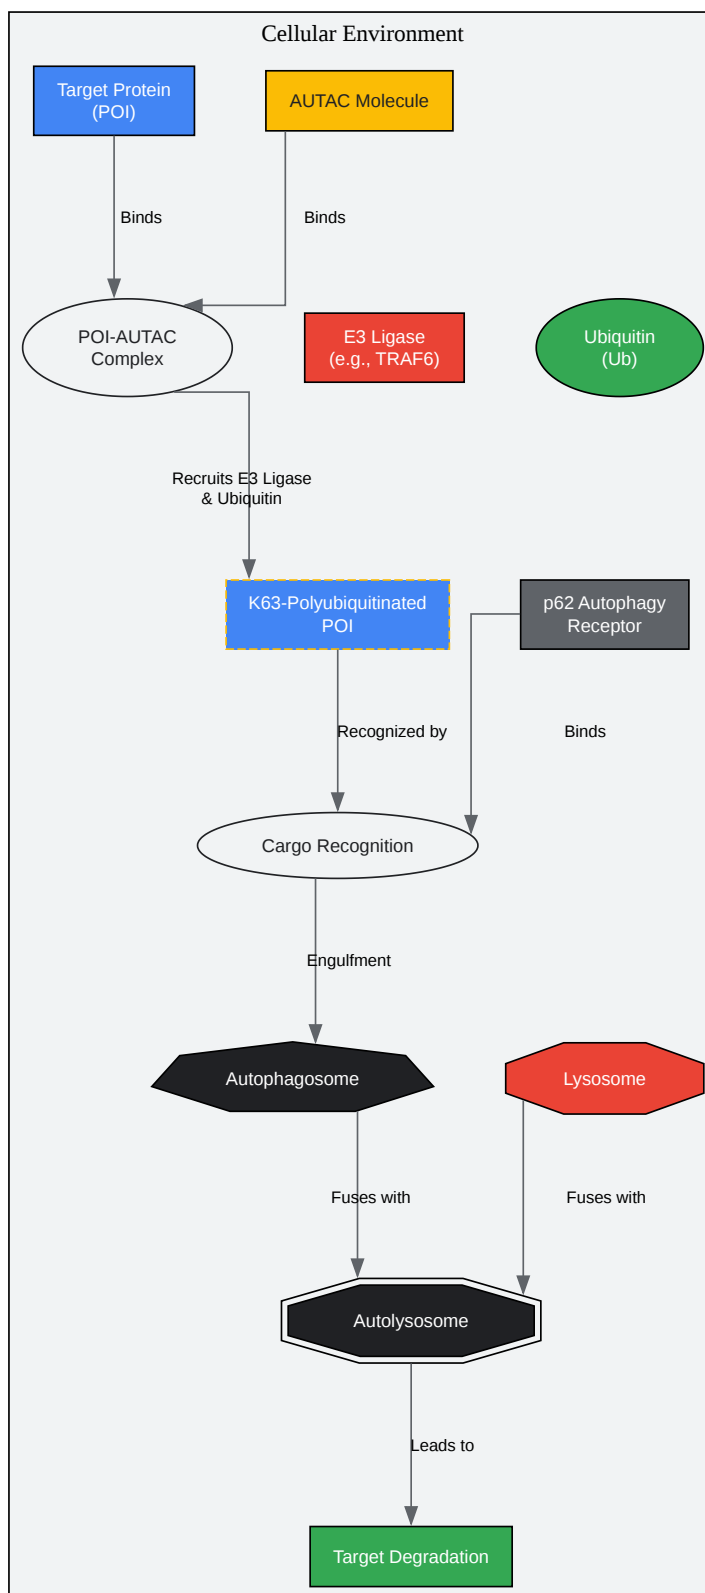 Cellular Environment
Target Protein
(POI)
AUTAC Molecule
Binds
Binds
POI-AUTAC
Complex
E3 Ligase
(e.g., TRAF6)
Ubiquitin
(Ub)
Recruits E3 Ligase
& Ubiquitin
K63-Polyubiquitinated
POI
p62 Autophagy
Receptor
Recognized by
Binds
Cargo Recognition
Engulfment
Autophagosome
Lysosome
Fuses with
Fuses with
Autolysosome
Leads to
Target Degradation